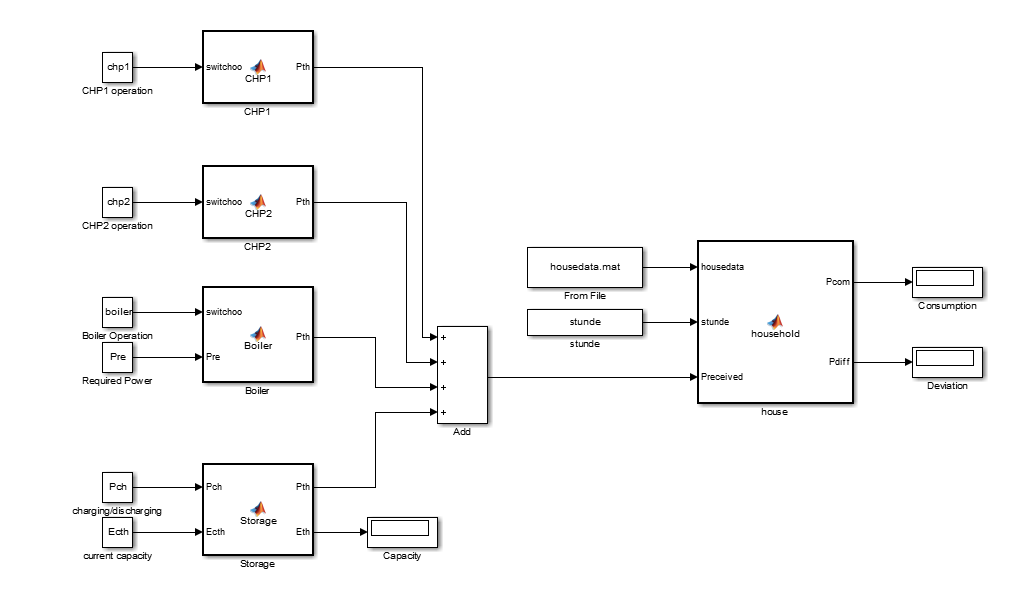 chp1
CHP1 operation
switchoo
CHP1
Pth
CHP1
chp2
CHP2 operation
switchoo
CHP2
Pth
CHP2
boiler
Boiler Operation
Pre
Required Power
switchoo
Pre
Boiler
Pth
Boiler
Pch
charging/discharging
Ecth
current capacity
Pch
Ecth
Storage
Pth
Eth
Storage
Capacity
+
+
+
+
Add
housedata.mat
From File
stunde
stunde
housedata
stunde
Preceived
household
Pcom
Pdiff
house
Consumption
Deviation